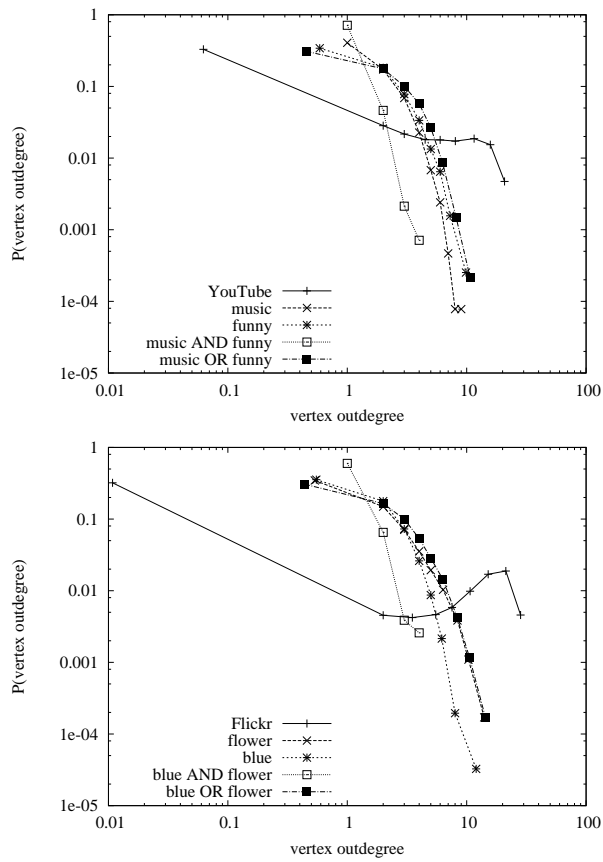 1
0.1
0.01
0.001
1e-04
1e-05
P(vertex outdegree)
YouTube
music
funny
music AND funny
music OR funny
0.01 0.1 1 10 100
vertex outdegree
1
0.1
0.01
0.001
1e-04
1e-05
P(vertex outdegree)
Flickr
flower
blue
blue AND flower
blue OR flower
0.01 0.1 1 10 100
vertex outdegree